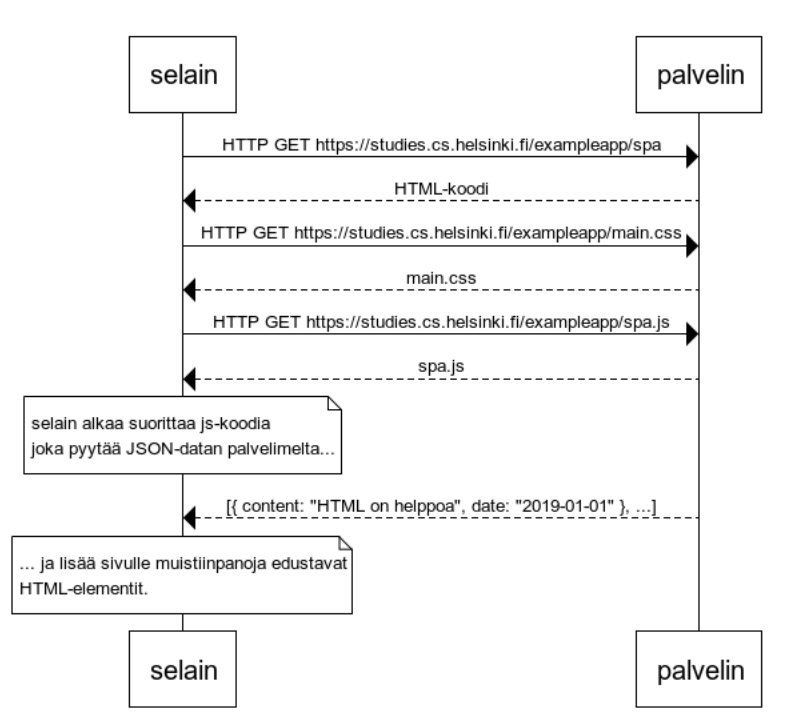 selain palvelin
HTTP GET https://studies.cs.helsinki.fi/exampleapp/spa
HTML-koodi
HTTP GET https://studies.cs.helsinki.fi/exampleapp/main.css
main.css
HTTP GET https://studies.cs.helsinki.fi/exampleapp/spa.js
spa.js
selain alkaa suorittaa js-koodia
joka pyytää JSON-datan palvelimelta...
[{ content: "HTML on helppoa", date: "2019-01-01" }, ...]
... ja lisää sivulle muistiinpanoja edustavat
HTML-elementit.
selain palvelin